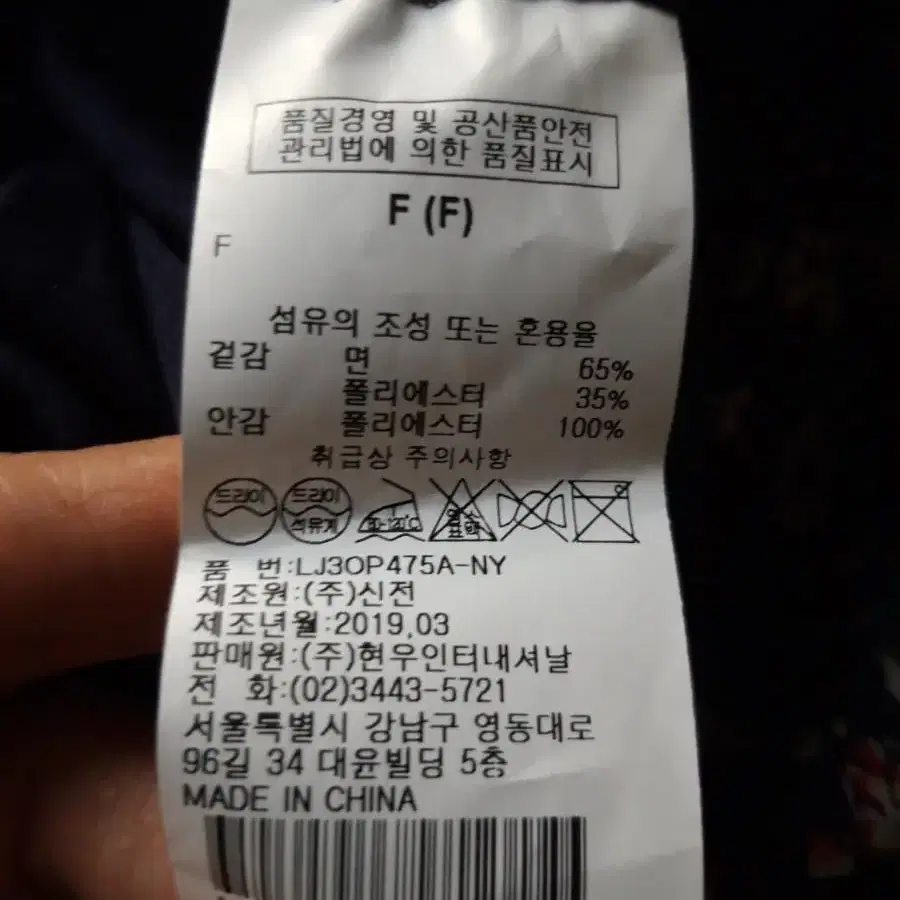 품질경영 및 공산품안전
관리법에 의한 품질표시
F (F)
F
섬유의 조성 또는 혼용율
겉감 면 65%
폴리에스터 35%
안감 폴리에스터 100%
취급상 주의사항
드라이 드라이 석유계 80~120℃ 염소표백
품 번:LJ3OP475A-NY
제조원:(주)신전
제조년월:2019.03
판매원:(주)현우인터내셔날
전 화:(02)3443-5721
서울특별시 강남구 영동대로
96길 34 대윤빌딩 5층
MADE IN CHINA